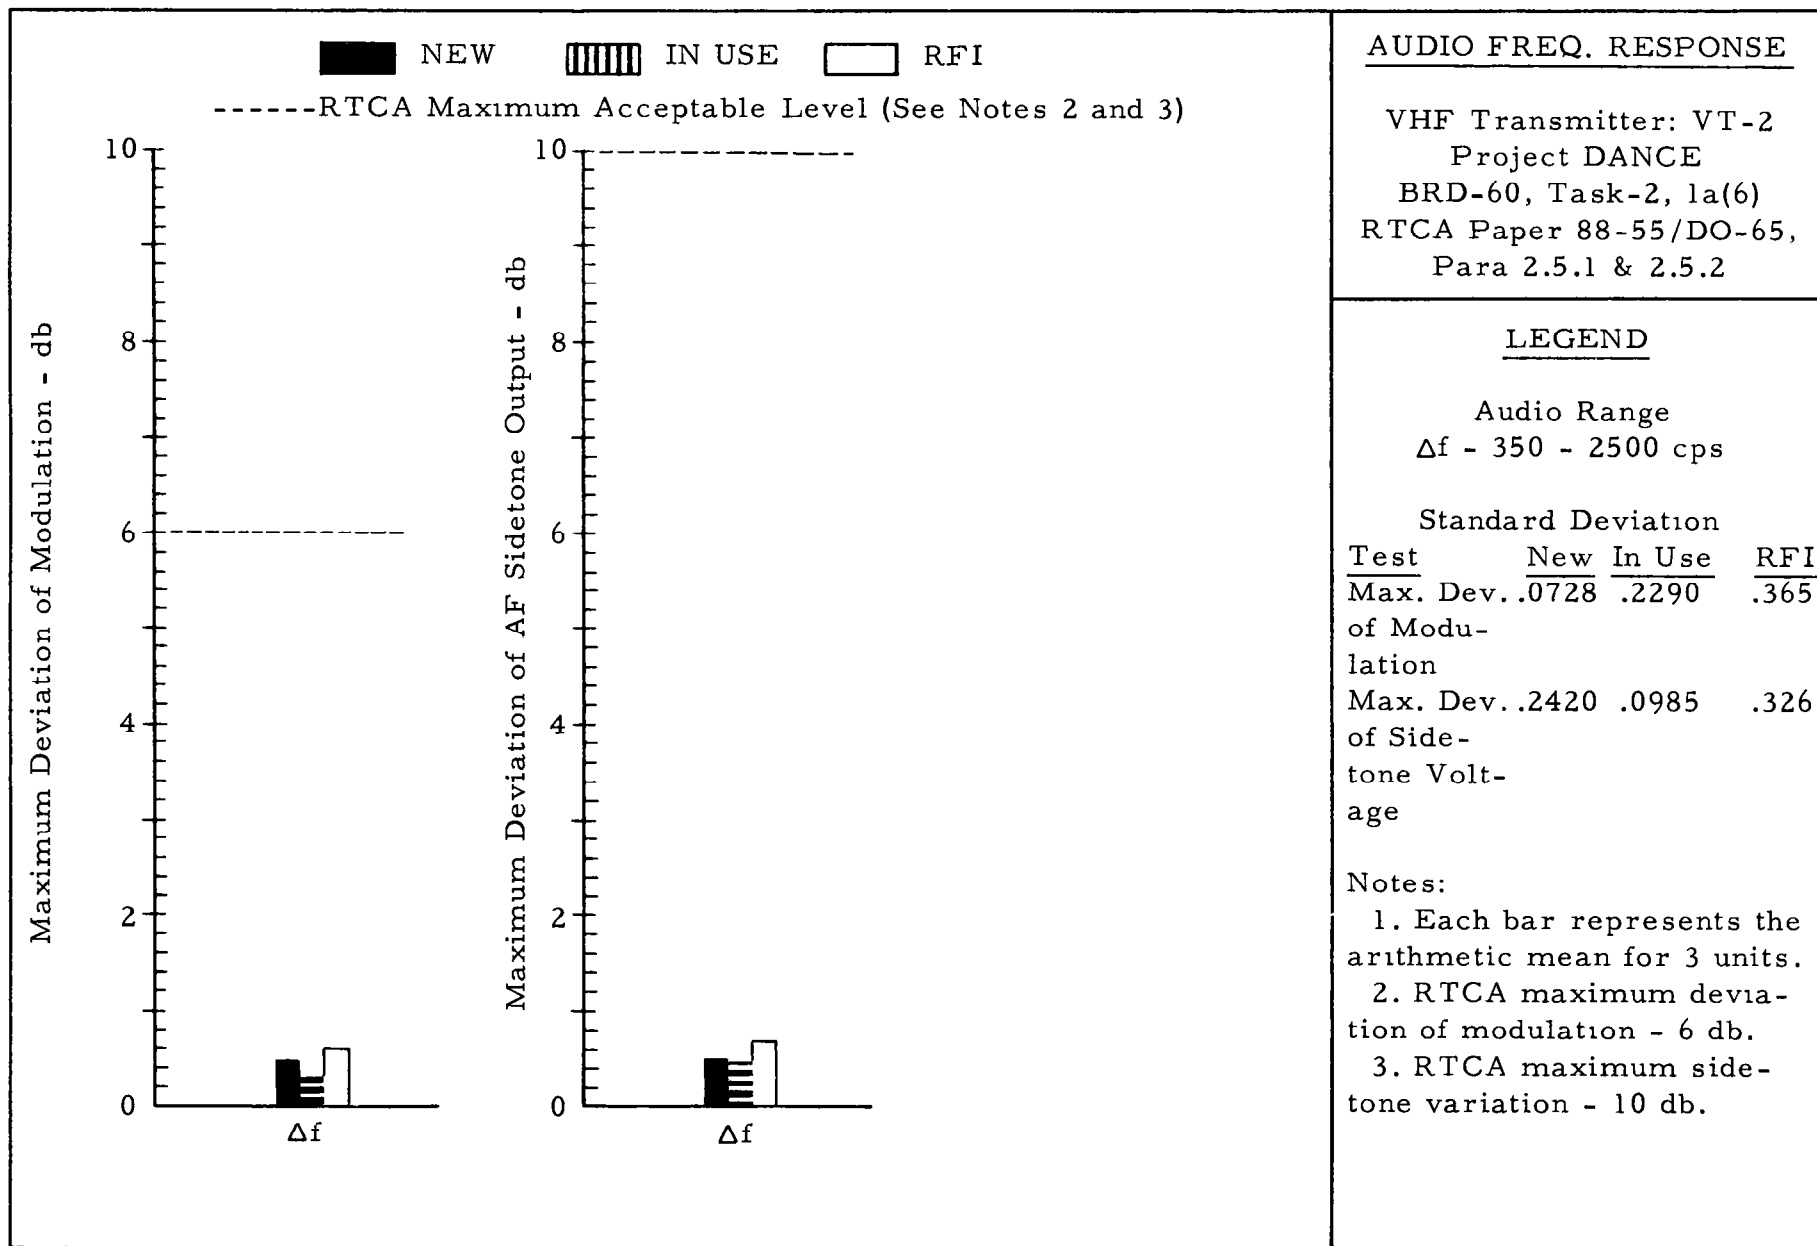 NEW IN USE RFI
------RTCA Maximum Acceptable Level (See Notes 2 and 3)
Maximum Deviation of Modulation - db
10
8
6
4
2
0
Δf
Maximum Deviation of AF Sidetone Output - db
10
8
6
4
2
0
Δf
AUDIO FREQ. RESPONSE
VHF Transmitter: VT-2
Project DANCE
BRD-60, Task-2, 1a(6)
RTCA Paper 88-55/DO-65,
Para 2.5.1 & 2.5.2
LEGEND
Audio Range
Δf - 350 - 2500 cps
Standard Deviation
Test New In Use RFI
Max. Dev. .0728 .2290 .365
of Modu-
lation
Max. Dev. .2420 .0985 .326
of Side-
tone Volt-
age
Notes:
1. Each bar represents the
arithmetic mean for 3 units.
2. RTCA maximum devia-
tion of modulation - 6 db.
3. RTCA maximum side-
tone variation - 10 db.